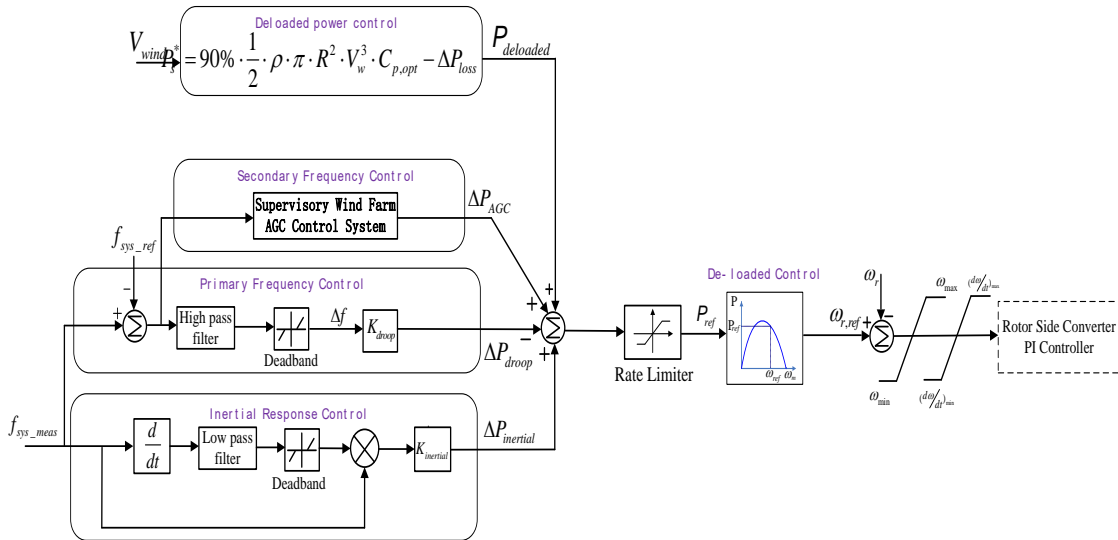 Deloaded power control
V_wind
P_s^* = 90% · 1/2 · ρ · π · R^2 · V_w^3 · C_p,opt − ΔP_loss
P_deloaded
+
Secondary Frequency Control
Supervisory Wind Farm
AGC Control System
ΔP_AGC
+
f_sys_ref
−
Primary Frequency Control
+
Σ
High pass
filter
Deadband
Δf
K_droop
ΔP_droop
−
Σ
+
Rate Limiter
P_ref
De- loaded Control
P
P_ref
ω_ref
ω_m
ω_r
ω_r,ref
+
−
Σ
ω_max
ω_min
(dω/dt)_max
(dω/dt)_min
Rotor Side Converter
PI Controller
f_sys_meas
Inertial Response Control
d/dt
Low pass
filter
Deadband
K_inertial
ΔP_inertial